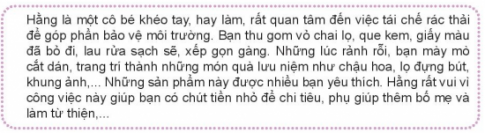 Hằng là một cô bé khéo tay, hay làm, rất quan tâm đến việc tái chế rác thải
để góp phần bảo vệ môi trường. Bạn thu gom vỏ chai lọ, que kem, giấy màu
đã bỏ đi, lau rửa sạch sẽ, xếp gọn gàng. Những lúc rảnh rỗi, bạn mày mò
cắt dán, trang trí thành những món quà lưu niệm như chậu hoa, lọ đựng bút,
khung ảnh,... Những sản phẩm này được nhiều bạn yêu thích. Hằng rất vui vì
công việc này giúp bạn có chút tiền nhỏ để chi tiêu, phụ giúp thêm bố mẹ và
làm từ thiện,...